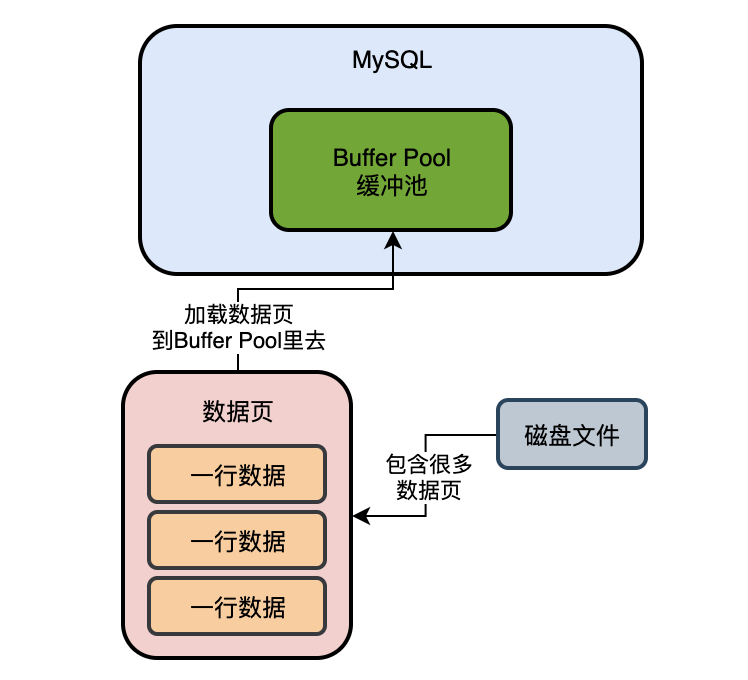 MySQL
Buffer Pool
缓冲池
加载数据页
到Buffer Pool里去
数据页
一行数据
一行数据
一行数据
包含很多
数据页
磁盘文件